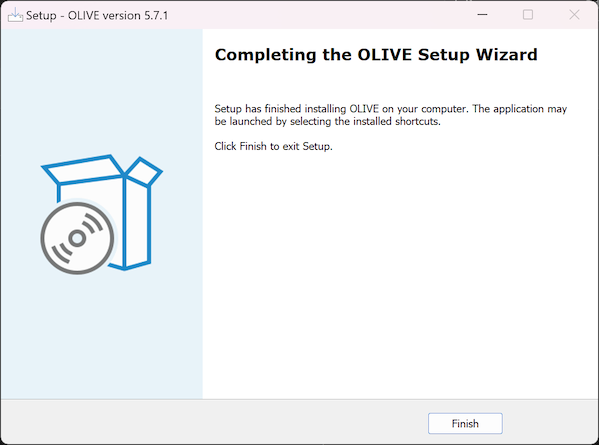 Setup - OLIVE version 5.7.1
Completing the OLIVE Setup Wizard
Setup has finished installing OLIVE on your computer. The application may
be launched by selecting the installed shortcuts.
Click Finish to exit Setup.
Finish